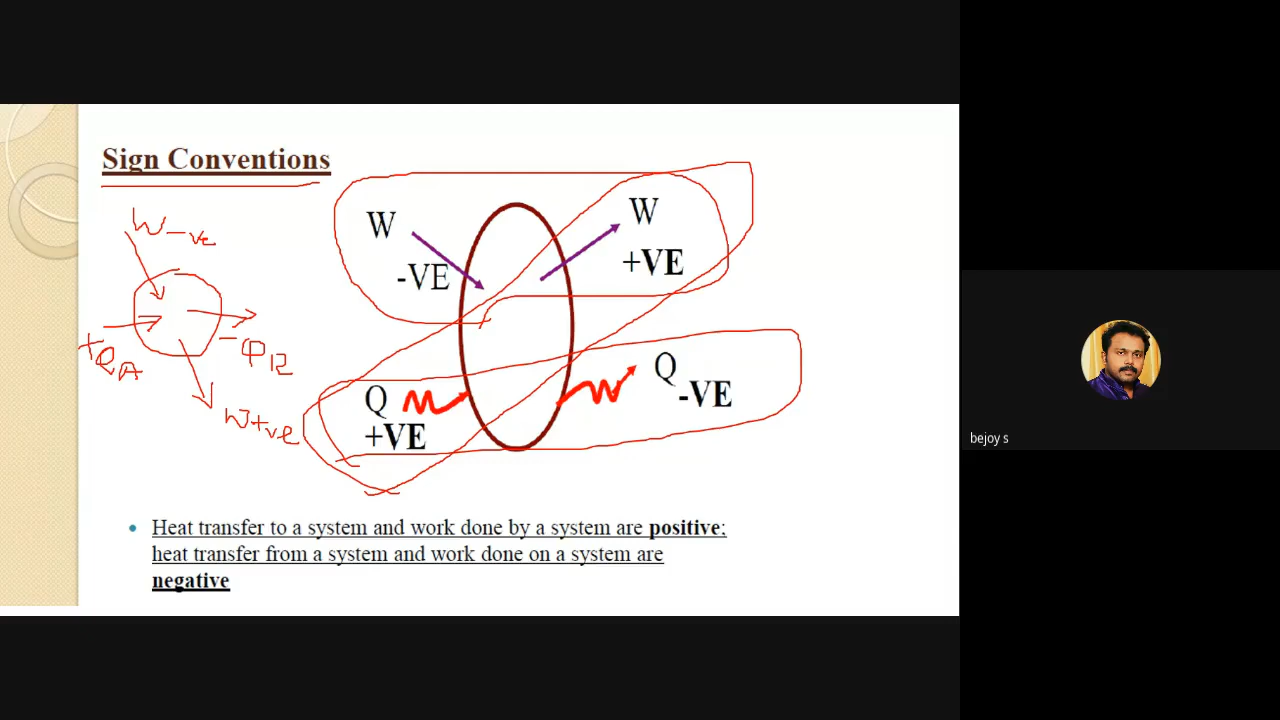 Sign Conventions
W -ve
+QA
-QR
W +ve
W
-VE
W
+VE
Q
+VE
Q
-VE
Heat transfer to a system and work done by a system are positive;
heat transfer from a system and work done on a system are
negative
bejoy s